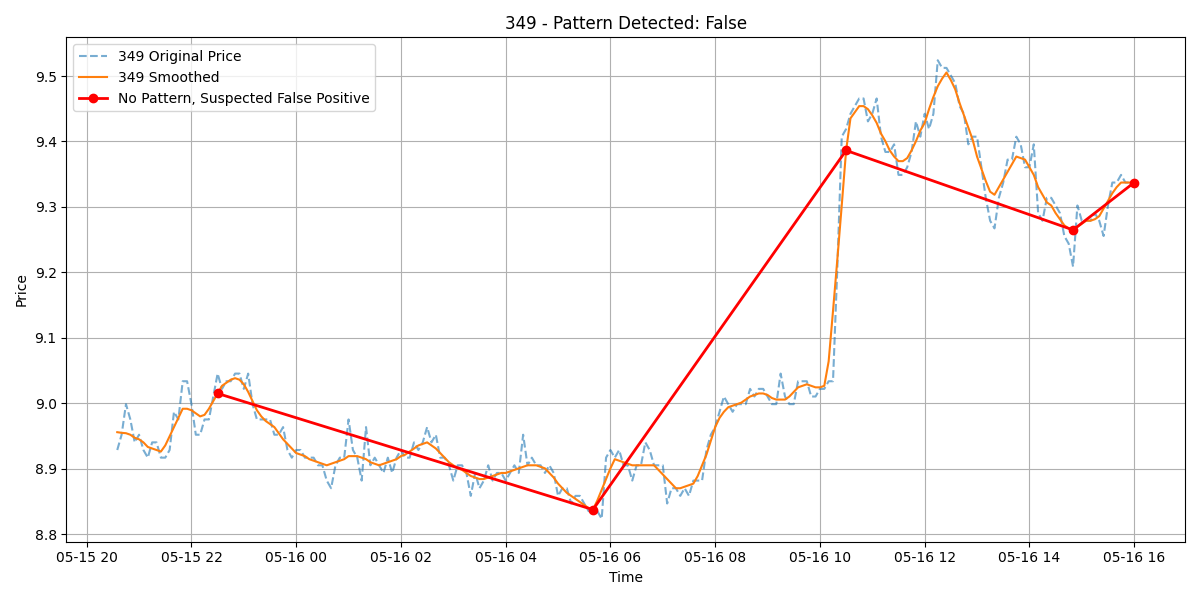 349 - Pattern Detected: False
349 Original Price
349 Smoothed
No Pattern, Suspected False Positive
Price
9.5
9.4
9.3
9.2
9.1
9.0
8.9
8.8
05-15 20 05-15 22 05-16 00 05-16 02 05-16 04 05-16 06 05-16 08 05-16 10 05-16 12 05-16 14 05-16 16
Time